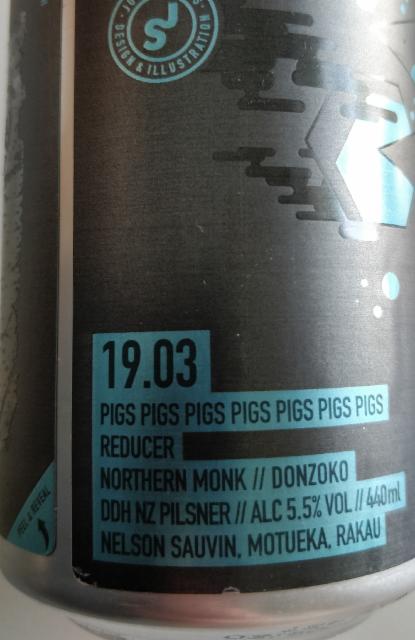 JS
DESIGN & ILLUSTRATION
19.03
PIGS PIGS PIGS PIGS PIGS PIGS PIGS
REDUCER
NORTHERN MONK // DONZOKO
DDH NZ PILSNER // ALC 5.5% VOL // 440ml
NELSON SAUVIN, MOTUEKA, RAKAU
PEEL & REVEAL